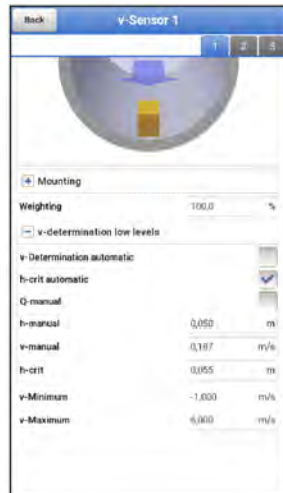 Back v-Sensor 1
1 2 3
+ Mounting
Weighting 100,0 %
− v-determination low levels
v-Determination automatic
h-crit automatic
Q-manual
h-manual 0,050 m
v-manual 0,187 m/s
h-crit 0,055 m
v-Minimum -1,000 m/s
v-Maximum 6,000 m/s